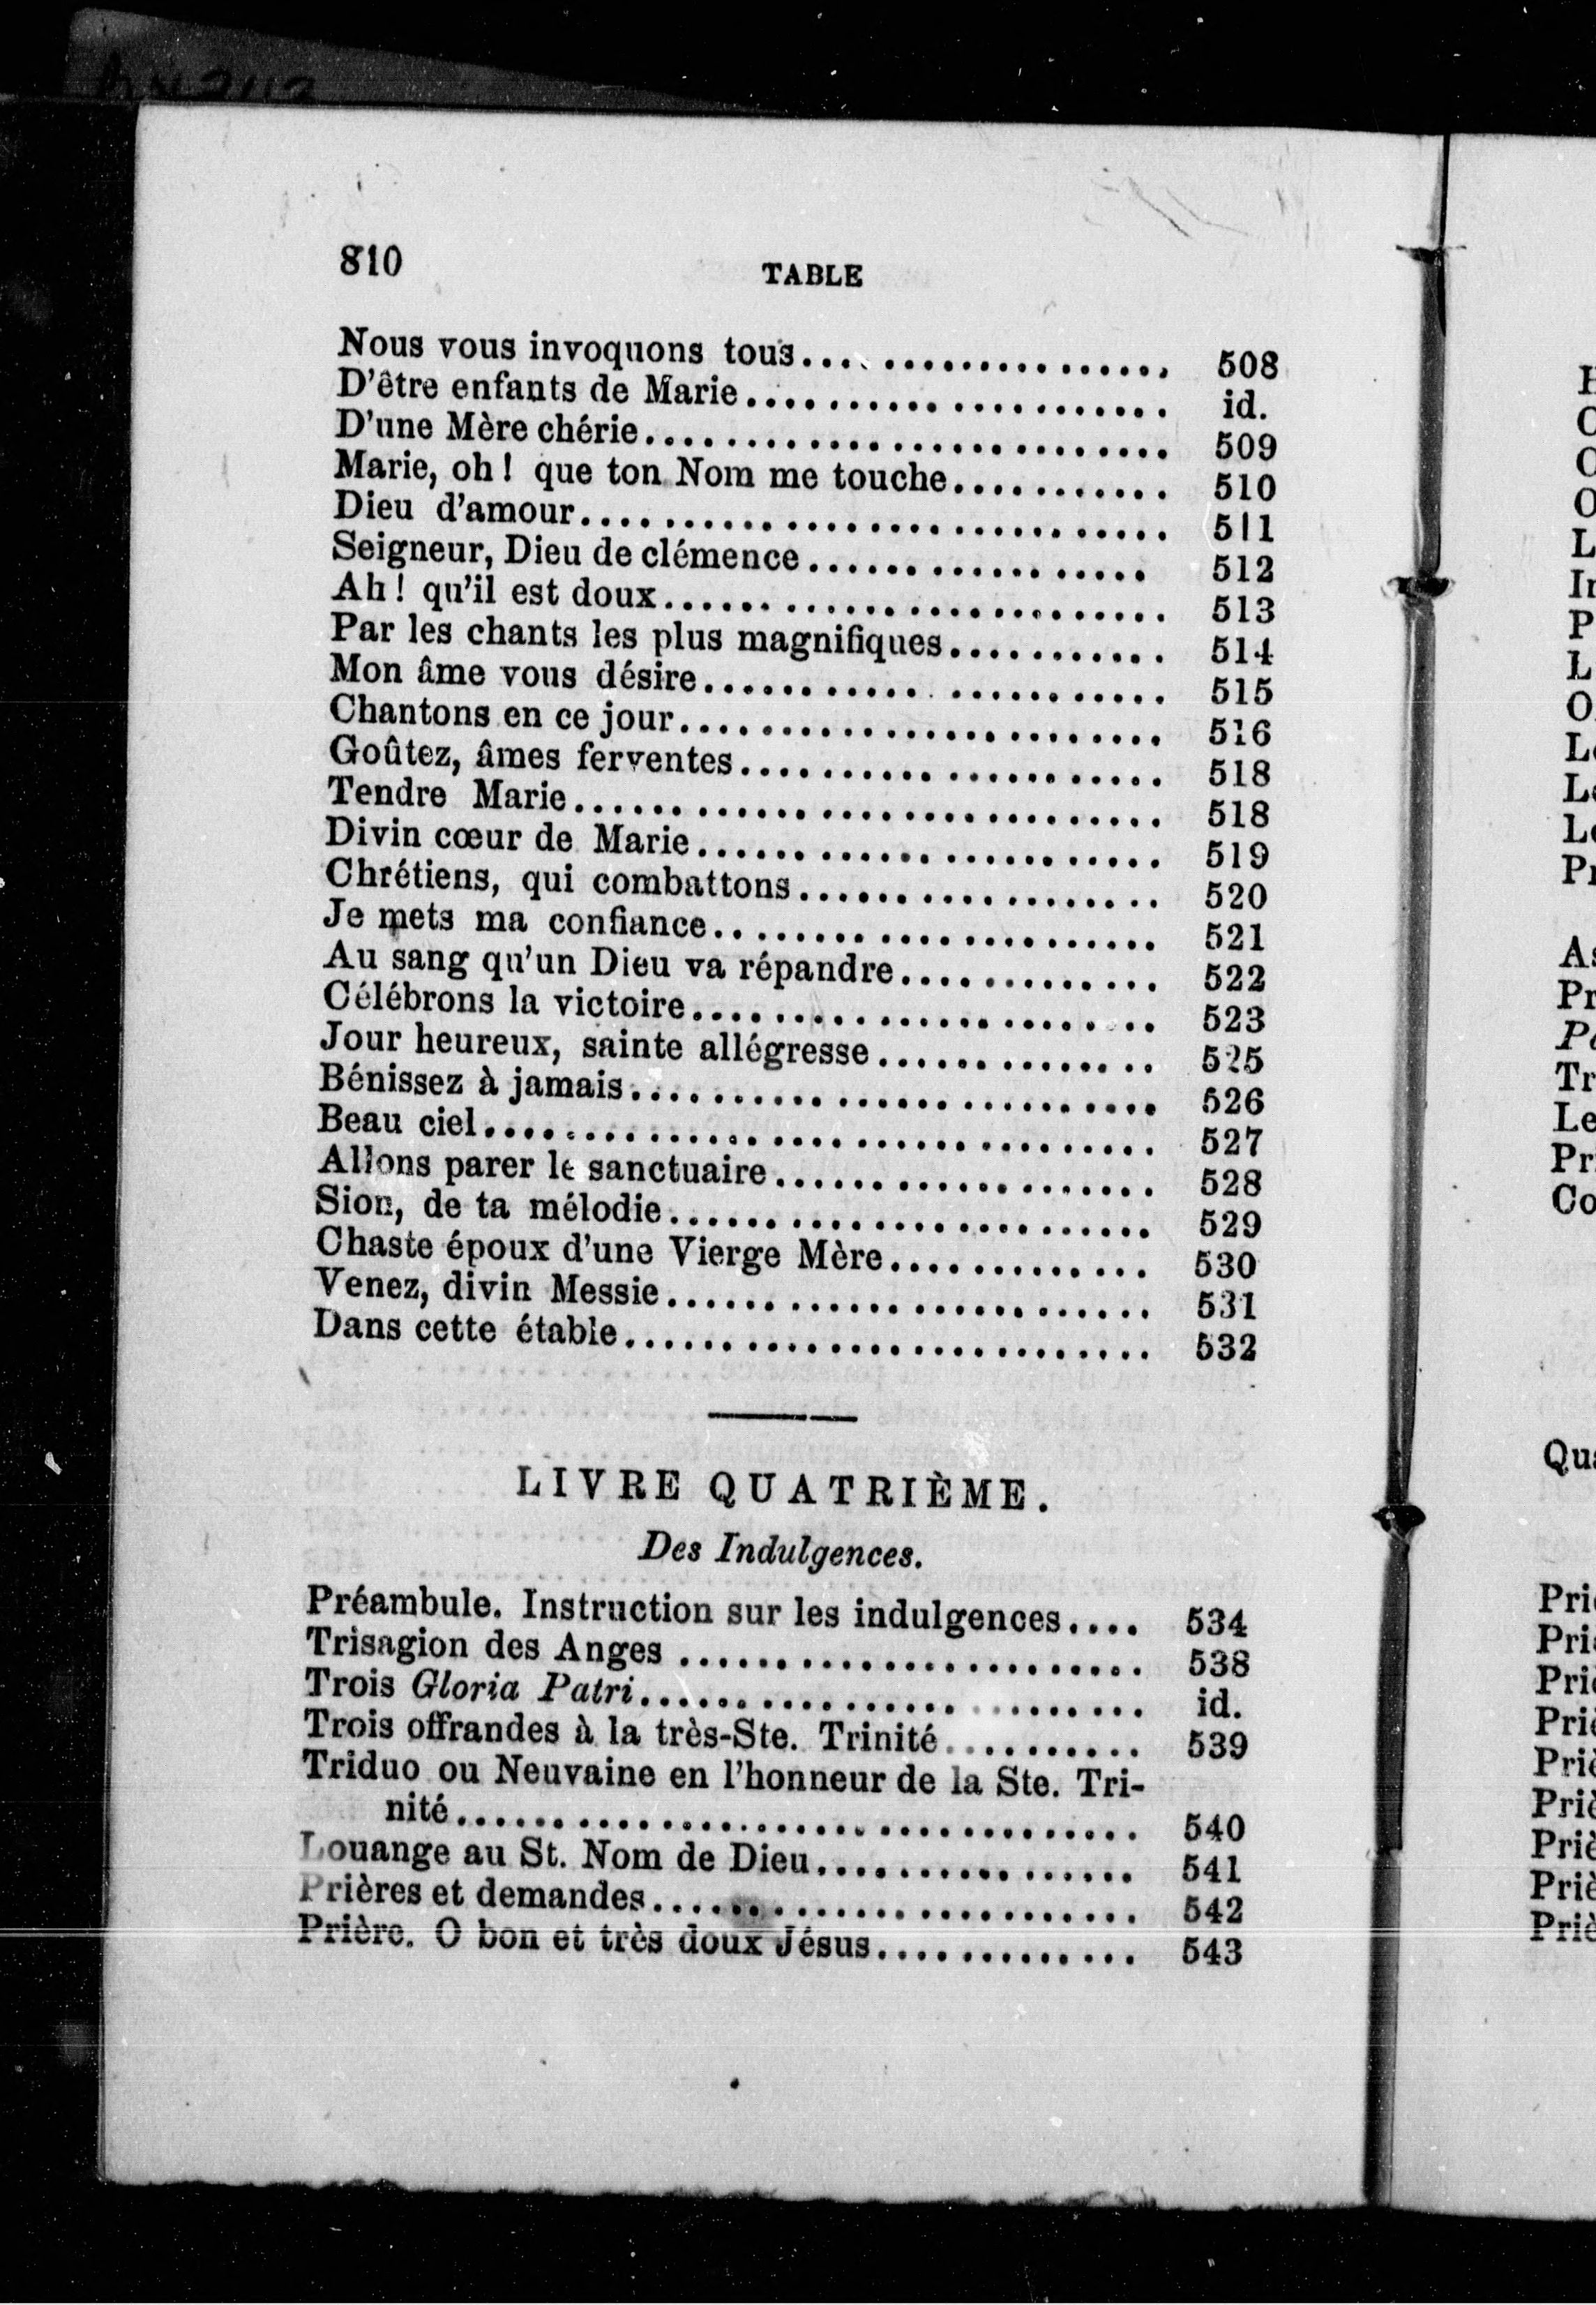 810
TABLE
Nous vous invoquons tous.................... 508
D'être enfants de Marie..................... id.
D'une Mère chérie.......................... 509
Marie, oh ! que ton Nom me touche........... 510
Dieu d'amour............................. 511
Seigneur, Dieu de clémence................. 512
Ah ! qu'il est doux......................... 513
Par les chants les plus magnifiques........... 514
Mon âme vous désire....................... 515
Chantons en ce jour........................ 516
Goûtez, âmes ferventes..................... 518
Tendre Marie............................. 518
Divin cœur de Marie....................... 519
Chrétiens, qui combattons.................. 520
Je mets ma confiance...................... 521
Au sang qu'un Dieu va répandre............. 522
Célébrons la victoire....................... 523
Jour heureux, sainte allégresse.............. 525
Bénissez à jamais.......................... 526
Beau ciel................................. 527
Allons parer le sanctuaire................... 528
Sion, de ta mélodie........................ 529
Chaste époux d'une Vierge Mère............. 530
Venez, divin Messie........................ 531
Dans cette étable.......................... 532
LIVRE QUATRIÈME.
Des Indulgences.
Préambule. Instruction sur les indulgences.... 534
Trisagion des Anges ....................... 538
Trois Gloria Patri......................... id.
Trois offrandes à la très-Ste. Trinité.......... 539
Triduo ou Neuvaine en l'honneur de la Ste. Tri-
nité.................................. 540
Louange au St. Nom de Dieu................ 541
Prières et demandes........................ 542
Prière. O bon et très doux Jésus............. 543